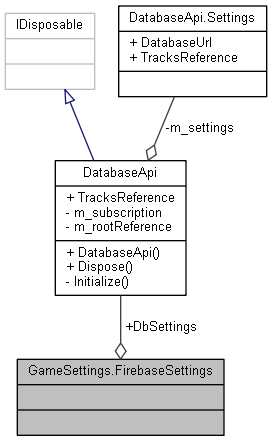 IDisposable
DatabaseApi.Settings
+ DatabaseUrl
+ TracksReference
-m_settings
DatabaseApi
+ TracksReference
- m_subscription
- m_rootReference
+ DatabaseApi()
+ Dispose()
- Initialize()
+DbSettings
GameSettings.FirebaseSettings